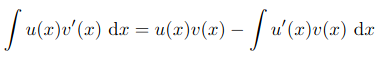 ∫ u(x)v′(x) dx = u(x)v(x) − ∫ u′(x)v(x) dx